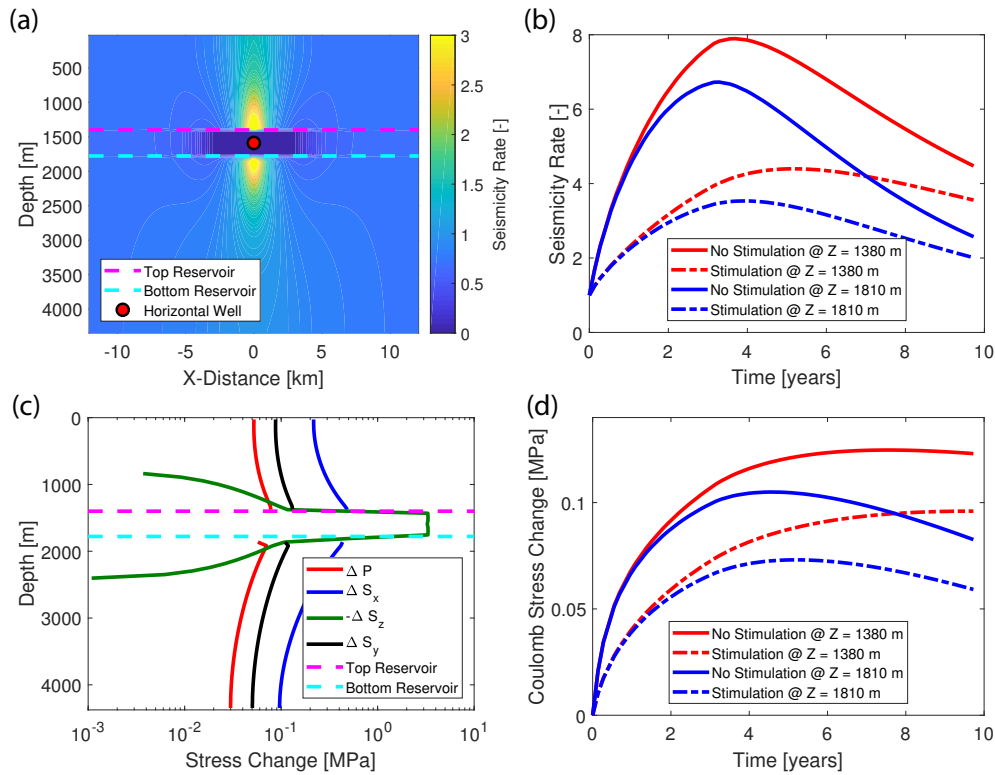 (a)
500
1000
1500
2000
2500
3000
3500
4000
Depth [m]
-10
-5
0
5
10
X-Distance [km]
Top Reservoir
Bottom Reservoir
Horizontal Well
3
2.5
2
1.5
1
0.5
0
Seismicity Rate [-]
(b)
8
6
4
2
0
Seismicity Rate [-]
No Stimulation @ Z = 1380 m
Stimulation @ Z = 1380 m
No Stimulation @ Z = 1810 m
Stimulation @ Z = 1810 m
0
2
4
6
8
10
Time [years]
(c)
0
1000
2000
3000
4000
Depth [m]
Δ P
Δ S_x
-Δ S_z
Δ S_y
Top Reservoir
Bottom Reservoir
10^-3
10^-2
10^-1
10^0
10^1
Stress Change [MPa]
(d)
0.1
0.05
0
Coulomb Stress Change [MPa]
No Stimulation @ Z = 1380 m
Stimulation @ Z = 1380 m
No Stimulation @ Z = 1810 m
Stimulation @ Z = 1810 m
0
2
4
6
8
10
Time [years]